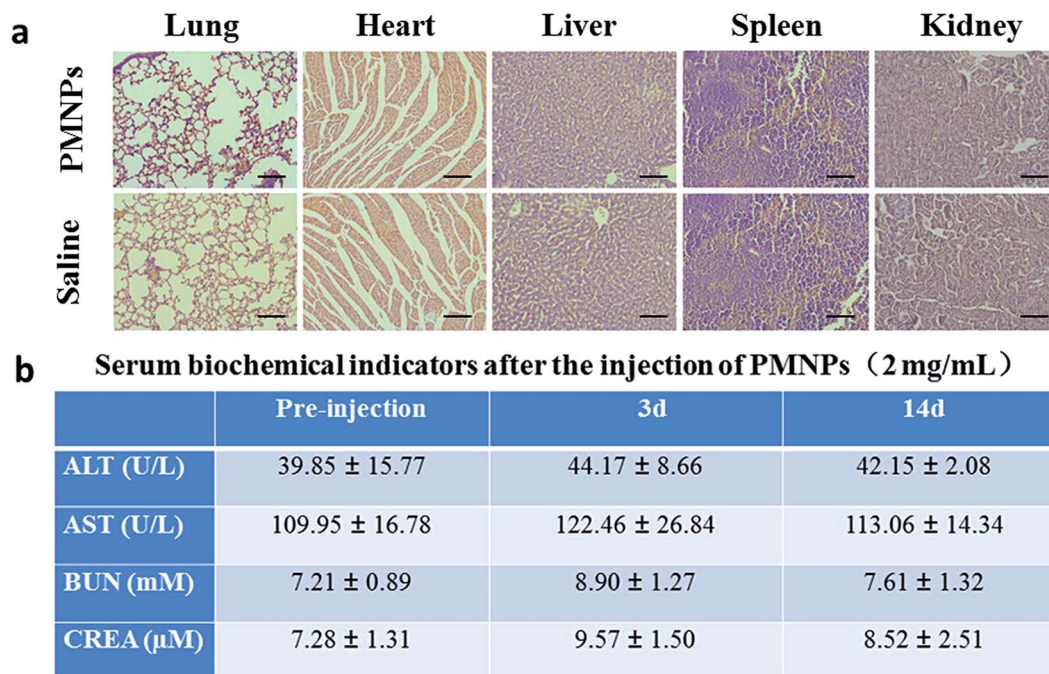 a
Lung Heart Liver Spleen Kidney
PMNPs
Saline
b
Serum biochemical indicators after the injection of PMNPs（2 mg/mL）
Pre-injection 3d 14d
ALT (U/L) 39.85 ± 15.77 44.17 ± 8.66 42.15 ± 2.08
AST (U/L) 109.95 ± 16.78 122.46 ± 26.84 113.06 ± 14.34
BUN (mM) 7.21 ± 0.89 8.90 ± 1.27 7.61 ± 1.32
CREA (μM) 7.28 ± 1.31 9.57 ± 1.50 8.52 ± 2.51